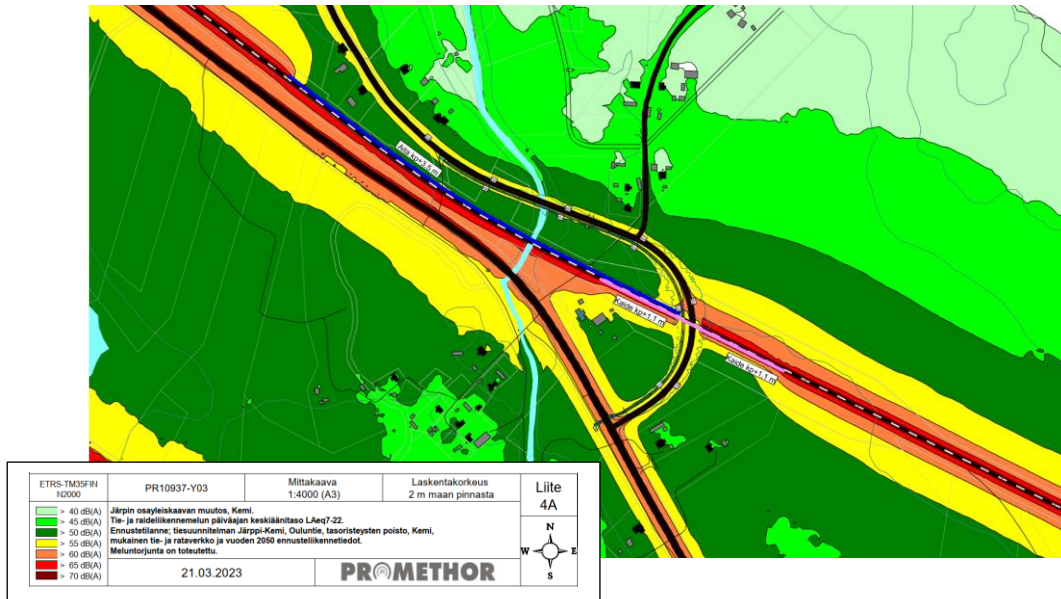 Aita kp+3,5 m
Kaide kp+1,1 m
Kaide kp+1,1 m
ETRS-TM35FIN
N2000
PR10937-Y03
Mittakaava
1:4000 (A3)
Laskentakorkeus
2 m maan pinnasta
Liite
4A
> 40 dB(A)
> 45 dB(A)
> 50 dB(A)
> 55 dB(A)
> 60 dB(A)
> 65 dB(A)
> 70 dB(A)
Järpin osayleiskaavan muutos, Kemi.
Tie- ja raideliikennemelun päiväajan keskiäänitaso LAeq7-22.
Ennustetilanne; tiesuunnitelman Järppi-Kemi, Ouluntie, tasoristeysten poisto, Kemi,
mukainen tie- ja rataverkko ja vuoden 2050 ennusteliikennetiedot.
Meluntorjunta on toteutettu.
N
W E
S
21.03.2023
PROMETHOR